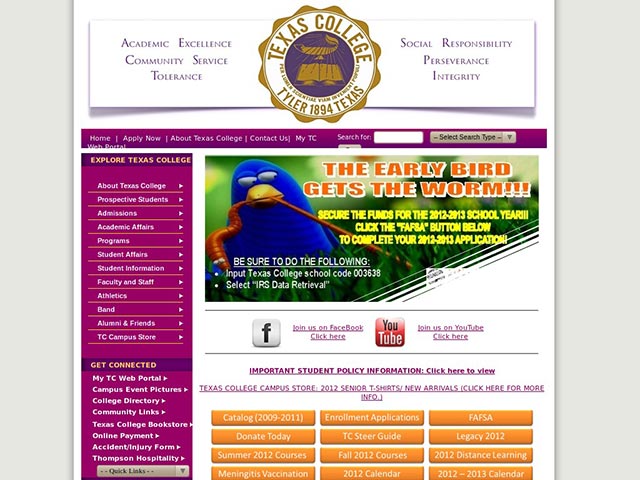 Academic Excellence
Community Service
Tolerance
TEXAS COLLEGE
TYLER 1894 TEXAS
Social Responsibility
Perseverance
Integrity
Home | Apply Now | About Texas College | Contact Us| My TC
Web Portal
Search for:
-- Select Search Type --
EXPLORE TEXAS COLLEGE
About Texas College
Prospective Students
Admissions
Academic Affairs
Programs
Student Affairs
Student Information
Faculty and Staff
Athletics
Band
Alumni & Friends
TC Campus Store
GET CONNECTED
My TC Web Portal
Campus Event Pictures
College Directory
Community Links
Texas College Bookstore
Online Payment
Accident/Injury Form
Thompson Hospitality
- - Quick Links - -
THE EARLY BIRD
GETS THE WORM!!!
SECURE THE FUNDS FOR THE 2012-2013 SCHOOL YEAR!!!
CLICK THE "FAFSA" BUTTON BELOW
TO COMPLETE YOUR 2012-2013 APPLICATION!
BE SURE TO DO THE FOLLOWING:
• Input Texas College school code 003638
• Select "IRS Data Retrieval"
f
Join us on FaceBook
Click here
You
Tube
Join us on YouTube
Click here
IMPORTANT STUDENT POLICY INFORMATION: Click here to view
TEXAS COLLEGE CAMPUS STORE: 2012 SENIOR T-SHIRTS/ NEW ARRIVALS (CLICK HERE FOR MORE
INFO.)
Catalog (2009-2011) Enrollment Applications FAFSA
Donate Today TC Steer Guide Legacy 2012
Summer 2012 Courses Fall 2012 Courses 2012 Distance Learning
Meningitis Vaccination 2012 Calendar 2012 – 2013 Calendar